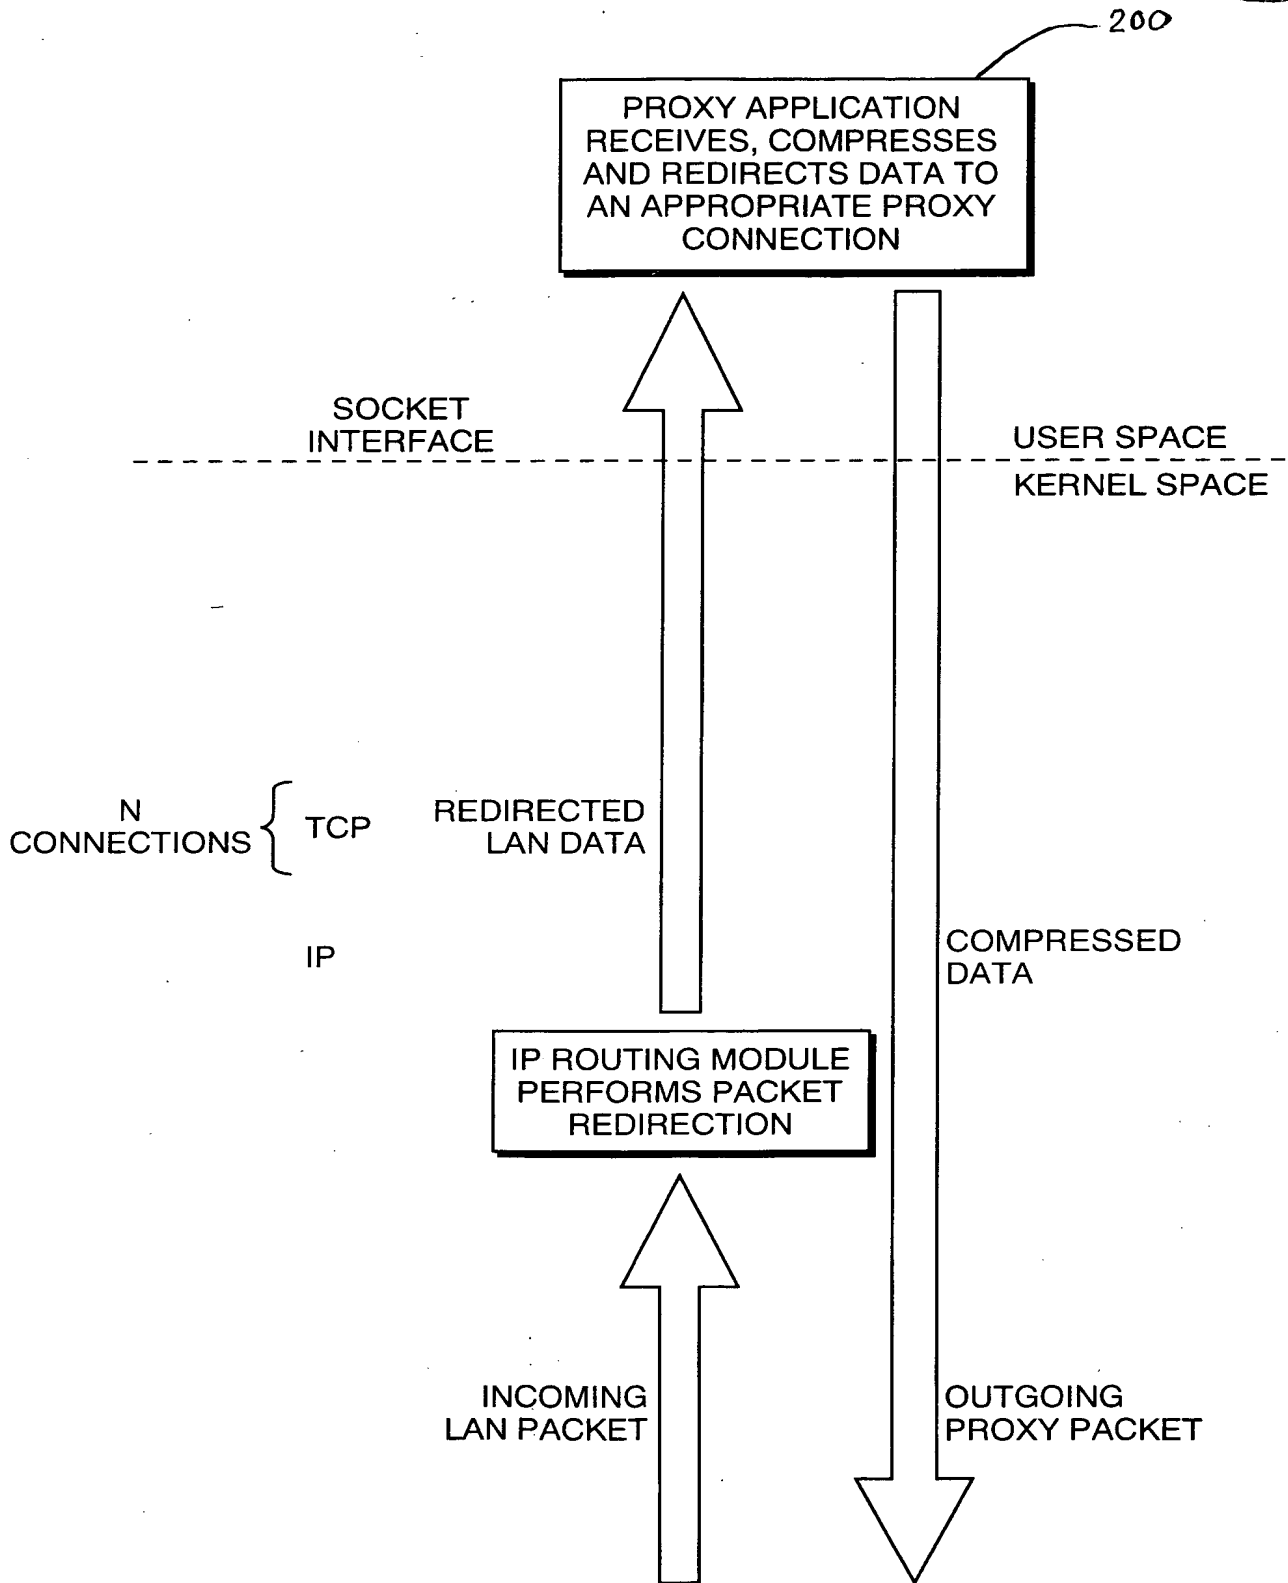 200
PROXY APPLICATION
RECEIVES, COMPRESSES
AND REDIRECTS DATA TO
AN APPROPRIATE PROXY
CONNECTION
SOCKET
INTERFACE
USER SPACE
KERNEL SPACE
N
CONNECTIONS
TCP
REDIRECTED
LAN DATA
IP
COMPRESSED
DATA
IP ROUTING MODULE
PERFORMS PACKET
REDIRECTION
INCOMING
LAN PACKET
OUTGOING
PROXY PACKET